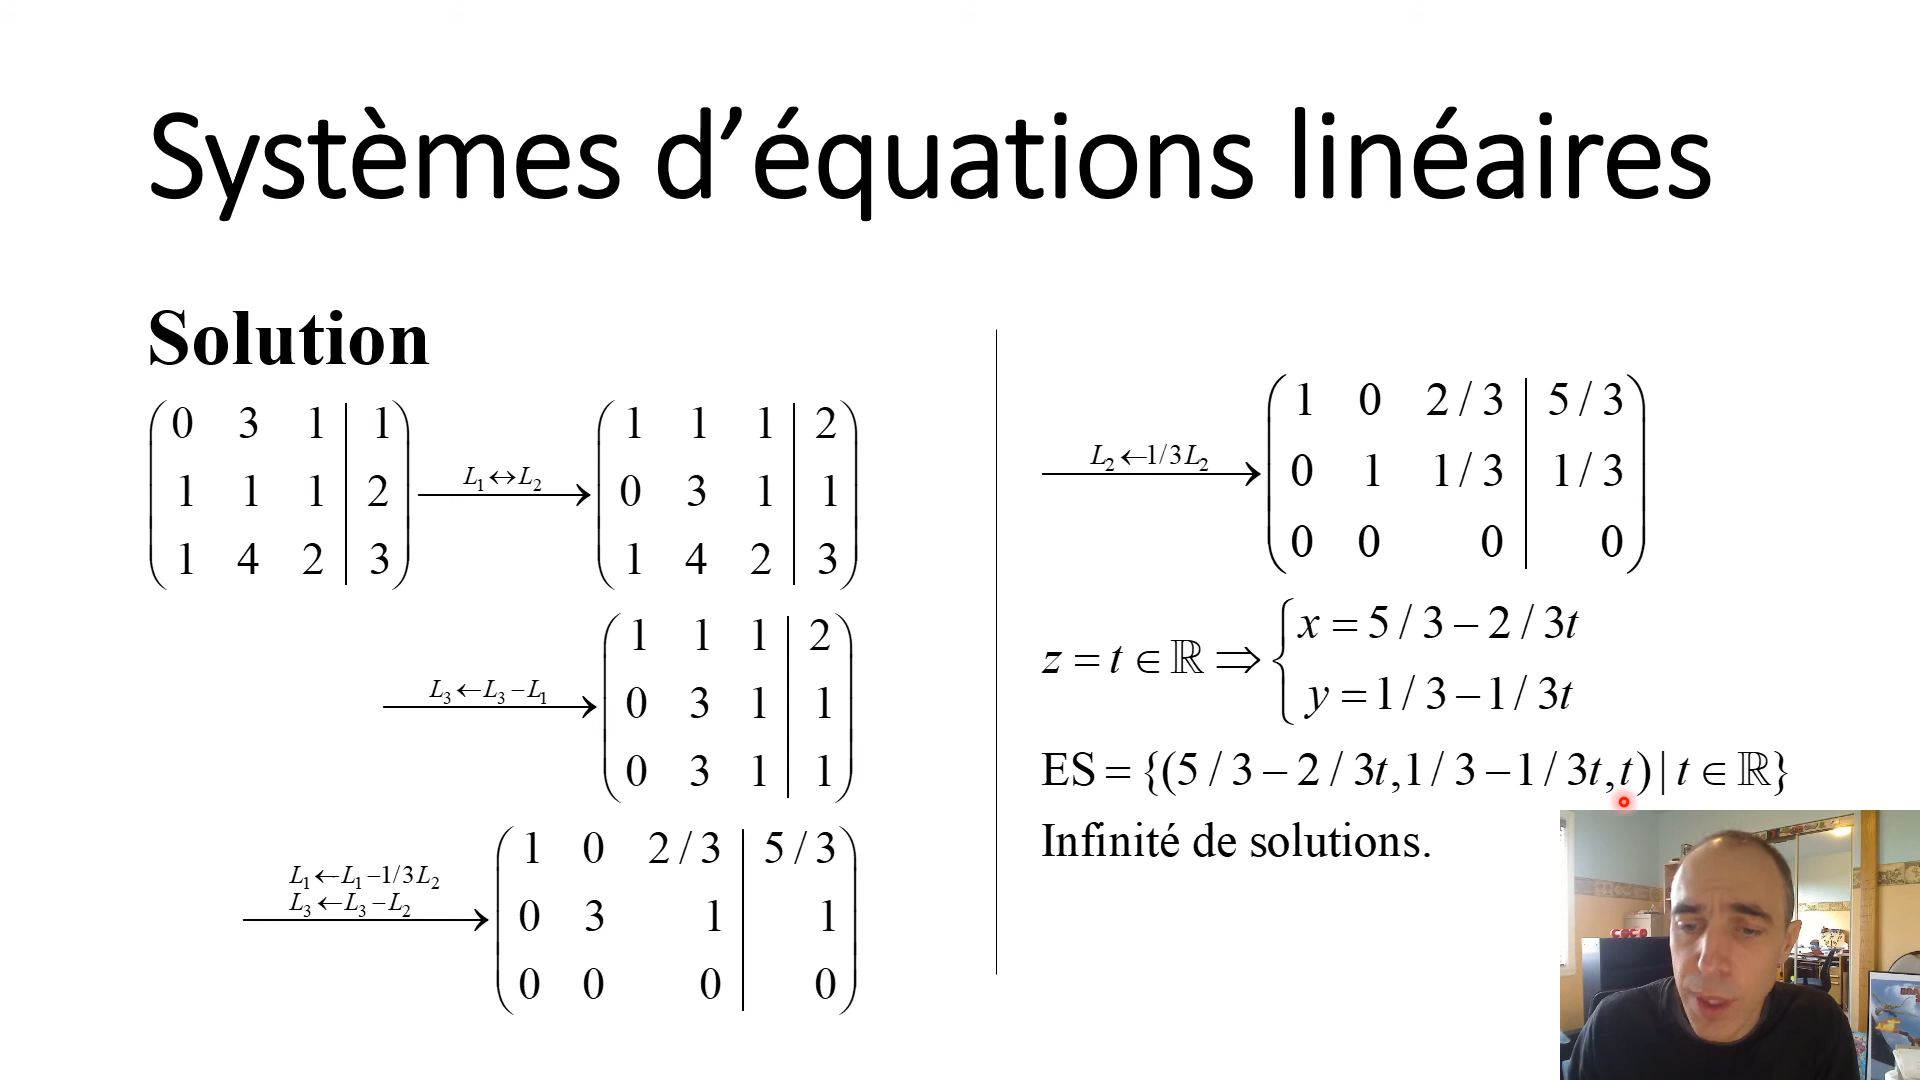 Systèmes d’équations linéaires
Solution
0 3 1 | 1
1 1 1 | 2
1 4 2 | 3
L₁↔L₂
1 1 1 | 2
0 3 1 | 1
1 4 2 | 3
L₃←L₃−L₁
1 1 1 | 2
0 3 1 | 1
0 3 1 | 1
L₁←L₁−1/3L₂
L₃←L₃−L₂
1 0 2/3 | 5/3
0 3 1 | 1
0 0 0 | 0
L₂←1/3L₂
1 0 2/3 | 5/3
0 1 1/3 | 1/3
0 0 0 | 0
z = t ∈ ℝ ⇒ { x = 5/3 − 2/3t
y = 1/3 − 1/3t
ES = {(5/3 − 2/3t, 1/3 − 1/3t, t) | t ∈ ℝ}
Infinité de solutions.